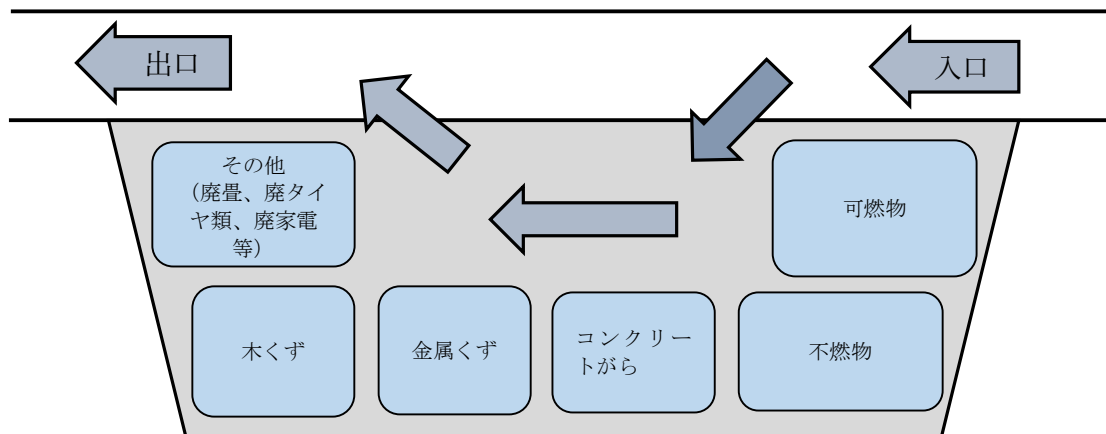 出口
入口
その他
（廃畳、廃タイ
ヤ類、廃家電
等）
可燃物
木くず
金属くず
コンクリー
トがら
不燃物